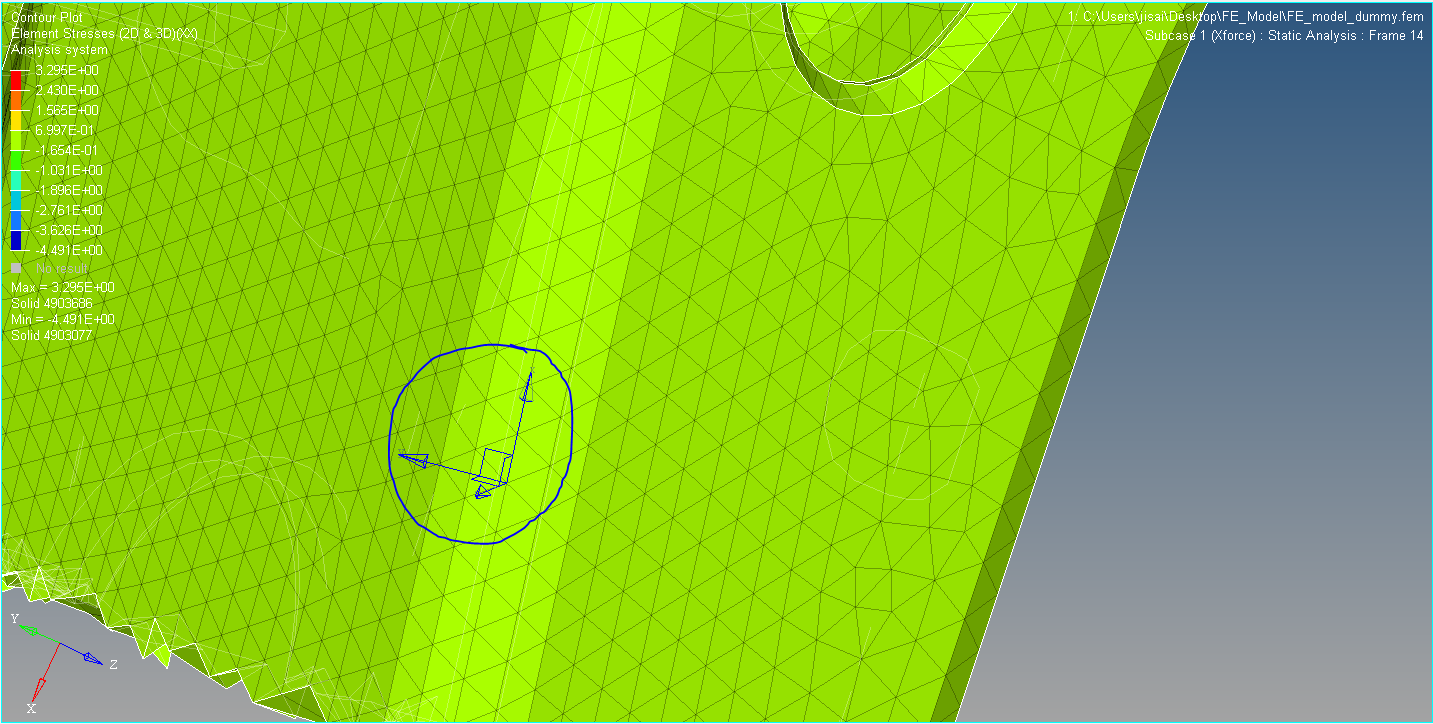 Contour Plot
Element Stresses (2D & 3D)(XX)
Analysis system
3.295E+00
2.430E+00
1.565E+00
6.997E-01
-1.654E-01
-1.031E+00
-1.896E+00
-2.761E+00
-3.626E+00
-4.491E+00
No result
Max = 3.295E+00
Solid 4903686
Min = -4.491E+00
Solid 4903077
1: C:\Users\jisai\Desktop\FE_Model\FE_model_dummy.fem
Subcase 1 (Xforce) : Static Analysis : Frame 14
Y
Z
X